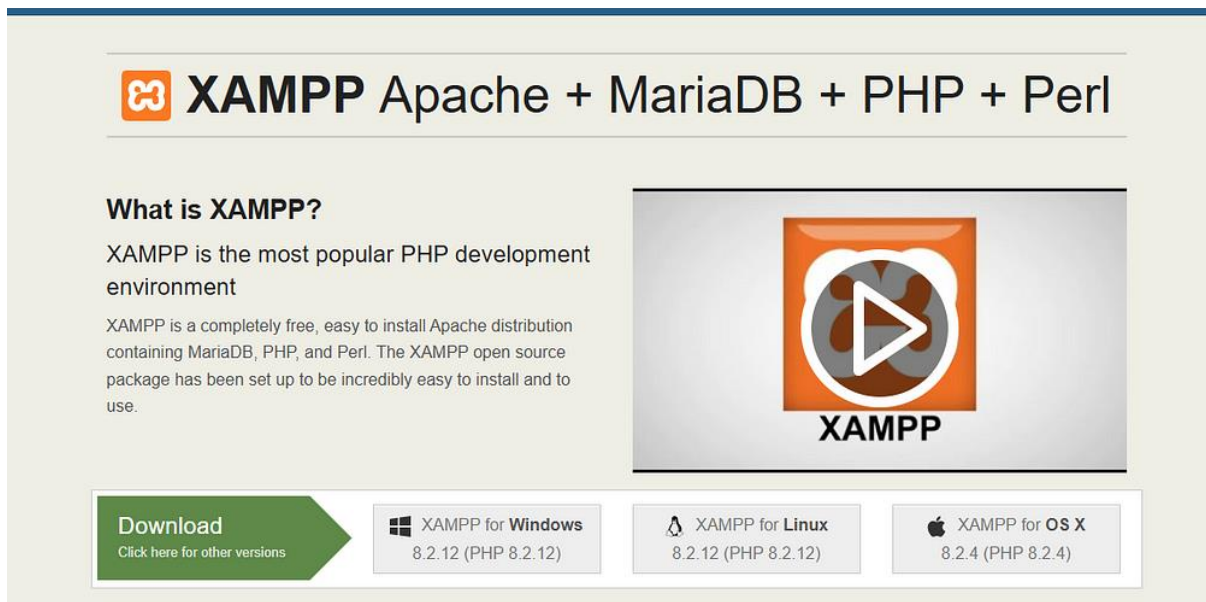 XAMPP Apache + MariaDB + PHP + Perl
What is XAMPP?
XAMPP is the most popular PHP development
environment
XAMPP is a completely free, easy to install Apache distribution
containing MariaDB, PHP, and Perl. The XAMPP open source
package has been set up to be incredibly easy to install and to
use.
XAMPP
Download
Click here for other versions
XAMPP for Windows
8.2.12 (PHP 8.2.12)
XAMPP for Linux
8.2.12 (PHP 8.2.12)
XAMPP for OS X
8.2.4 (PHP 8.2.4)